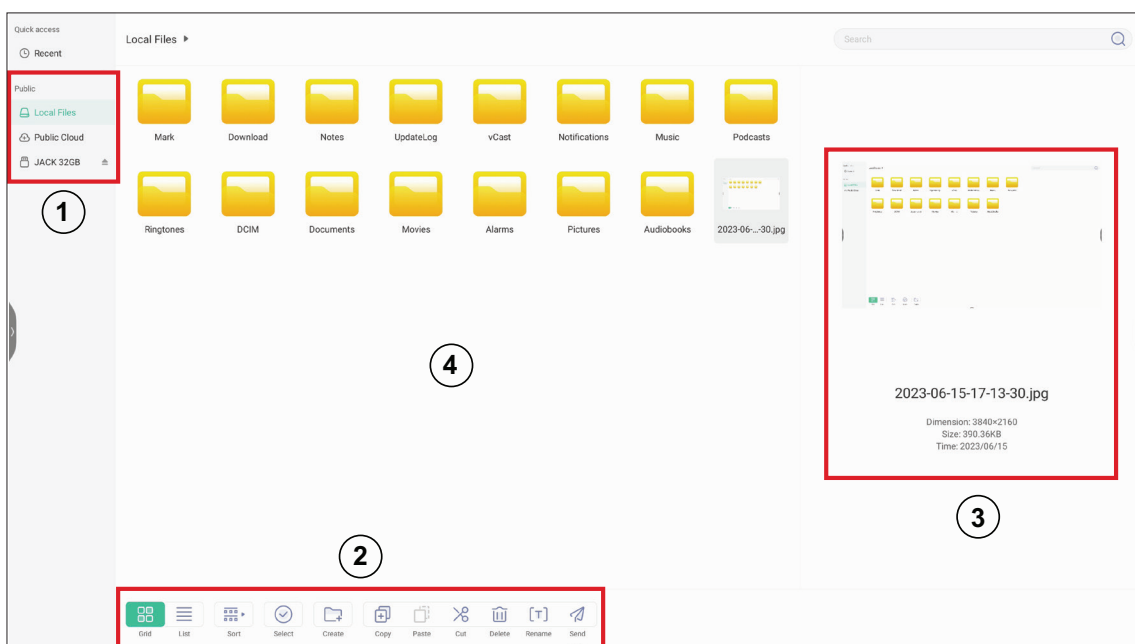 Quick access
Recent
Public
Local Files
Public Cloud
JACK 32GB
1
Local Files
Search
Mark Download Notes UpdateLog vCast Notifications Music Podcasts
Ringtones DCIM Documents Movies Alarms Pictures Audiobooks 2023-06-...-30.jpg
4
2023-06-15-17-13-30.jpg
Dimension: 3840×2160
Size: 390.36KB
Time: 2023/06/15
3
2
Grid List Sort Select Create Copy Paste Cut Delete Rename Send